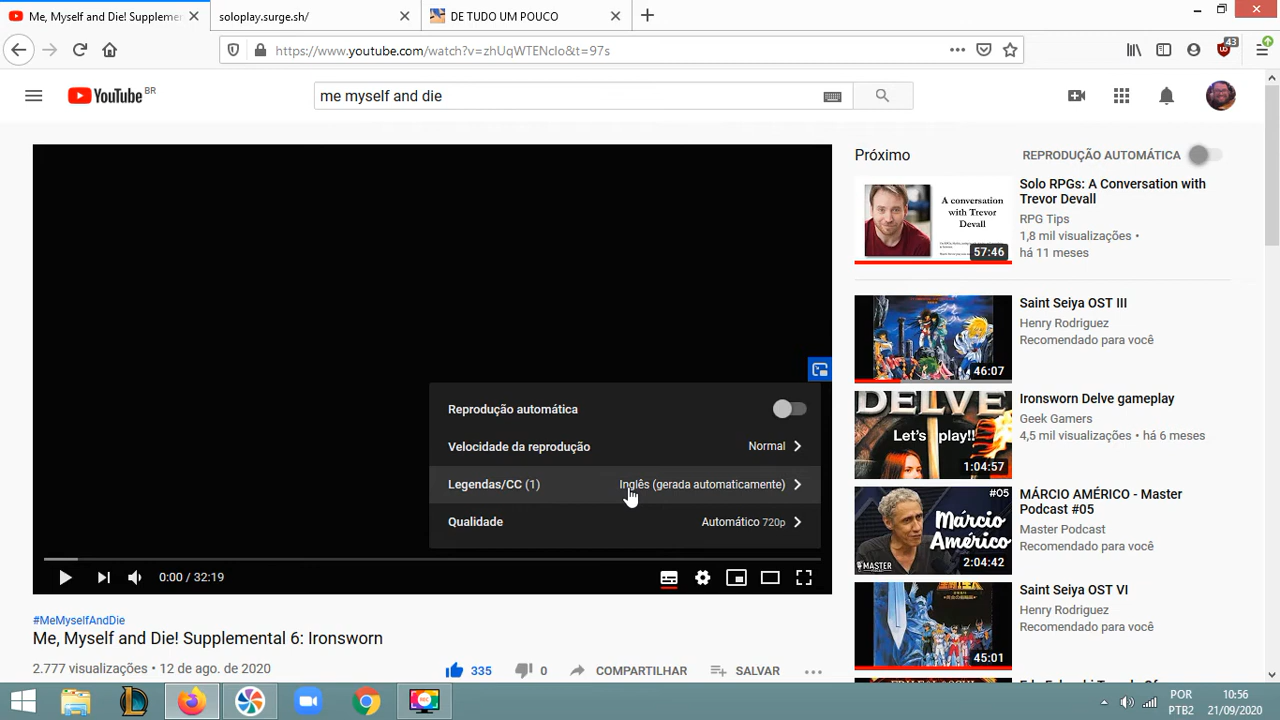 Me, Myself and Die! Supplemen
soloplay.surge.sh/
DE TUDO UM POUCO
https://www.youtube.com/watch?v=zhUqWTENcIo&t=97s
43
YouTube BR
me myself and die
Próximo
REPRODUÇÃO AUTOMÁTICA
A conversation
with Trevor
Devall
57:46
Solo RPGs: A Conversation with
Trevor Devall
RPG Tips
1,8 mil visualizações •
há 11 meses
46:07
Saint Seiya OST III
Henry Rodriguez
Recomendado para você
DELVE
Let's play!!
1:04:57
Ironsworn Delve gameplay
Geek Gamers
4,5 mil visualizações • há 6 meses
#05
Márcio
Américo
MASTER
2:04:42
MÁRCIO AMÉRICO - Master
Podcast #05
Master Podcast
Recomendado para você
45:01
Saint Seiya OST VI
Henry Rodriguez
Recomendado para você
Reprodução automática
Velocidade da reprodução Normal
Legendas/CC (1) Inglês (gerada automaticamente)
Qualidade Automático 720p
0:00 / 32:19
#MeMyselfAndDie
Me, Myself and Die! Supplemental 6: Ironsworn
2.777 visualizações • 12 de ago. de 2020
335
0
COMPARTILHAR
SALVAR
POR
PTB2
10:56
21/09/2020